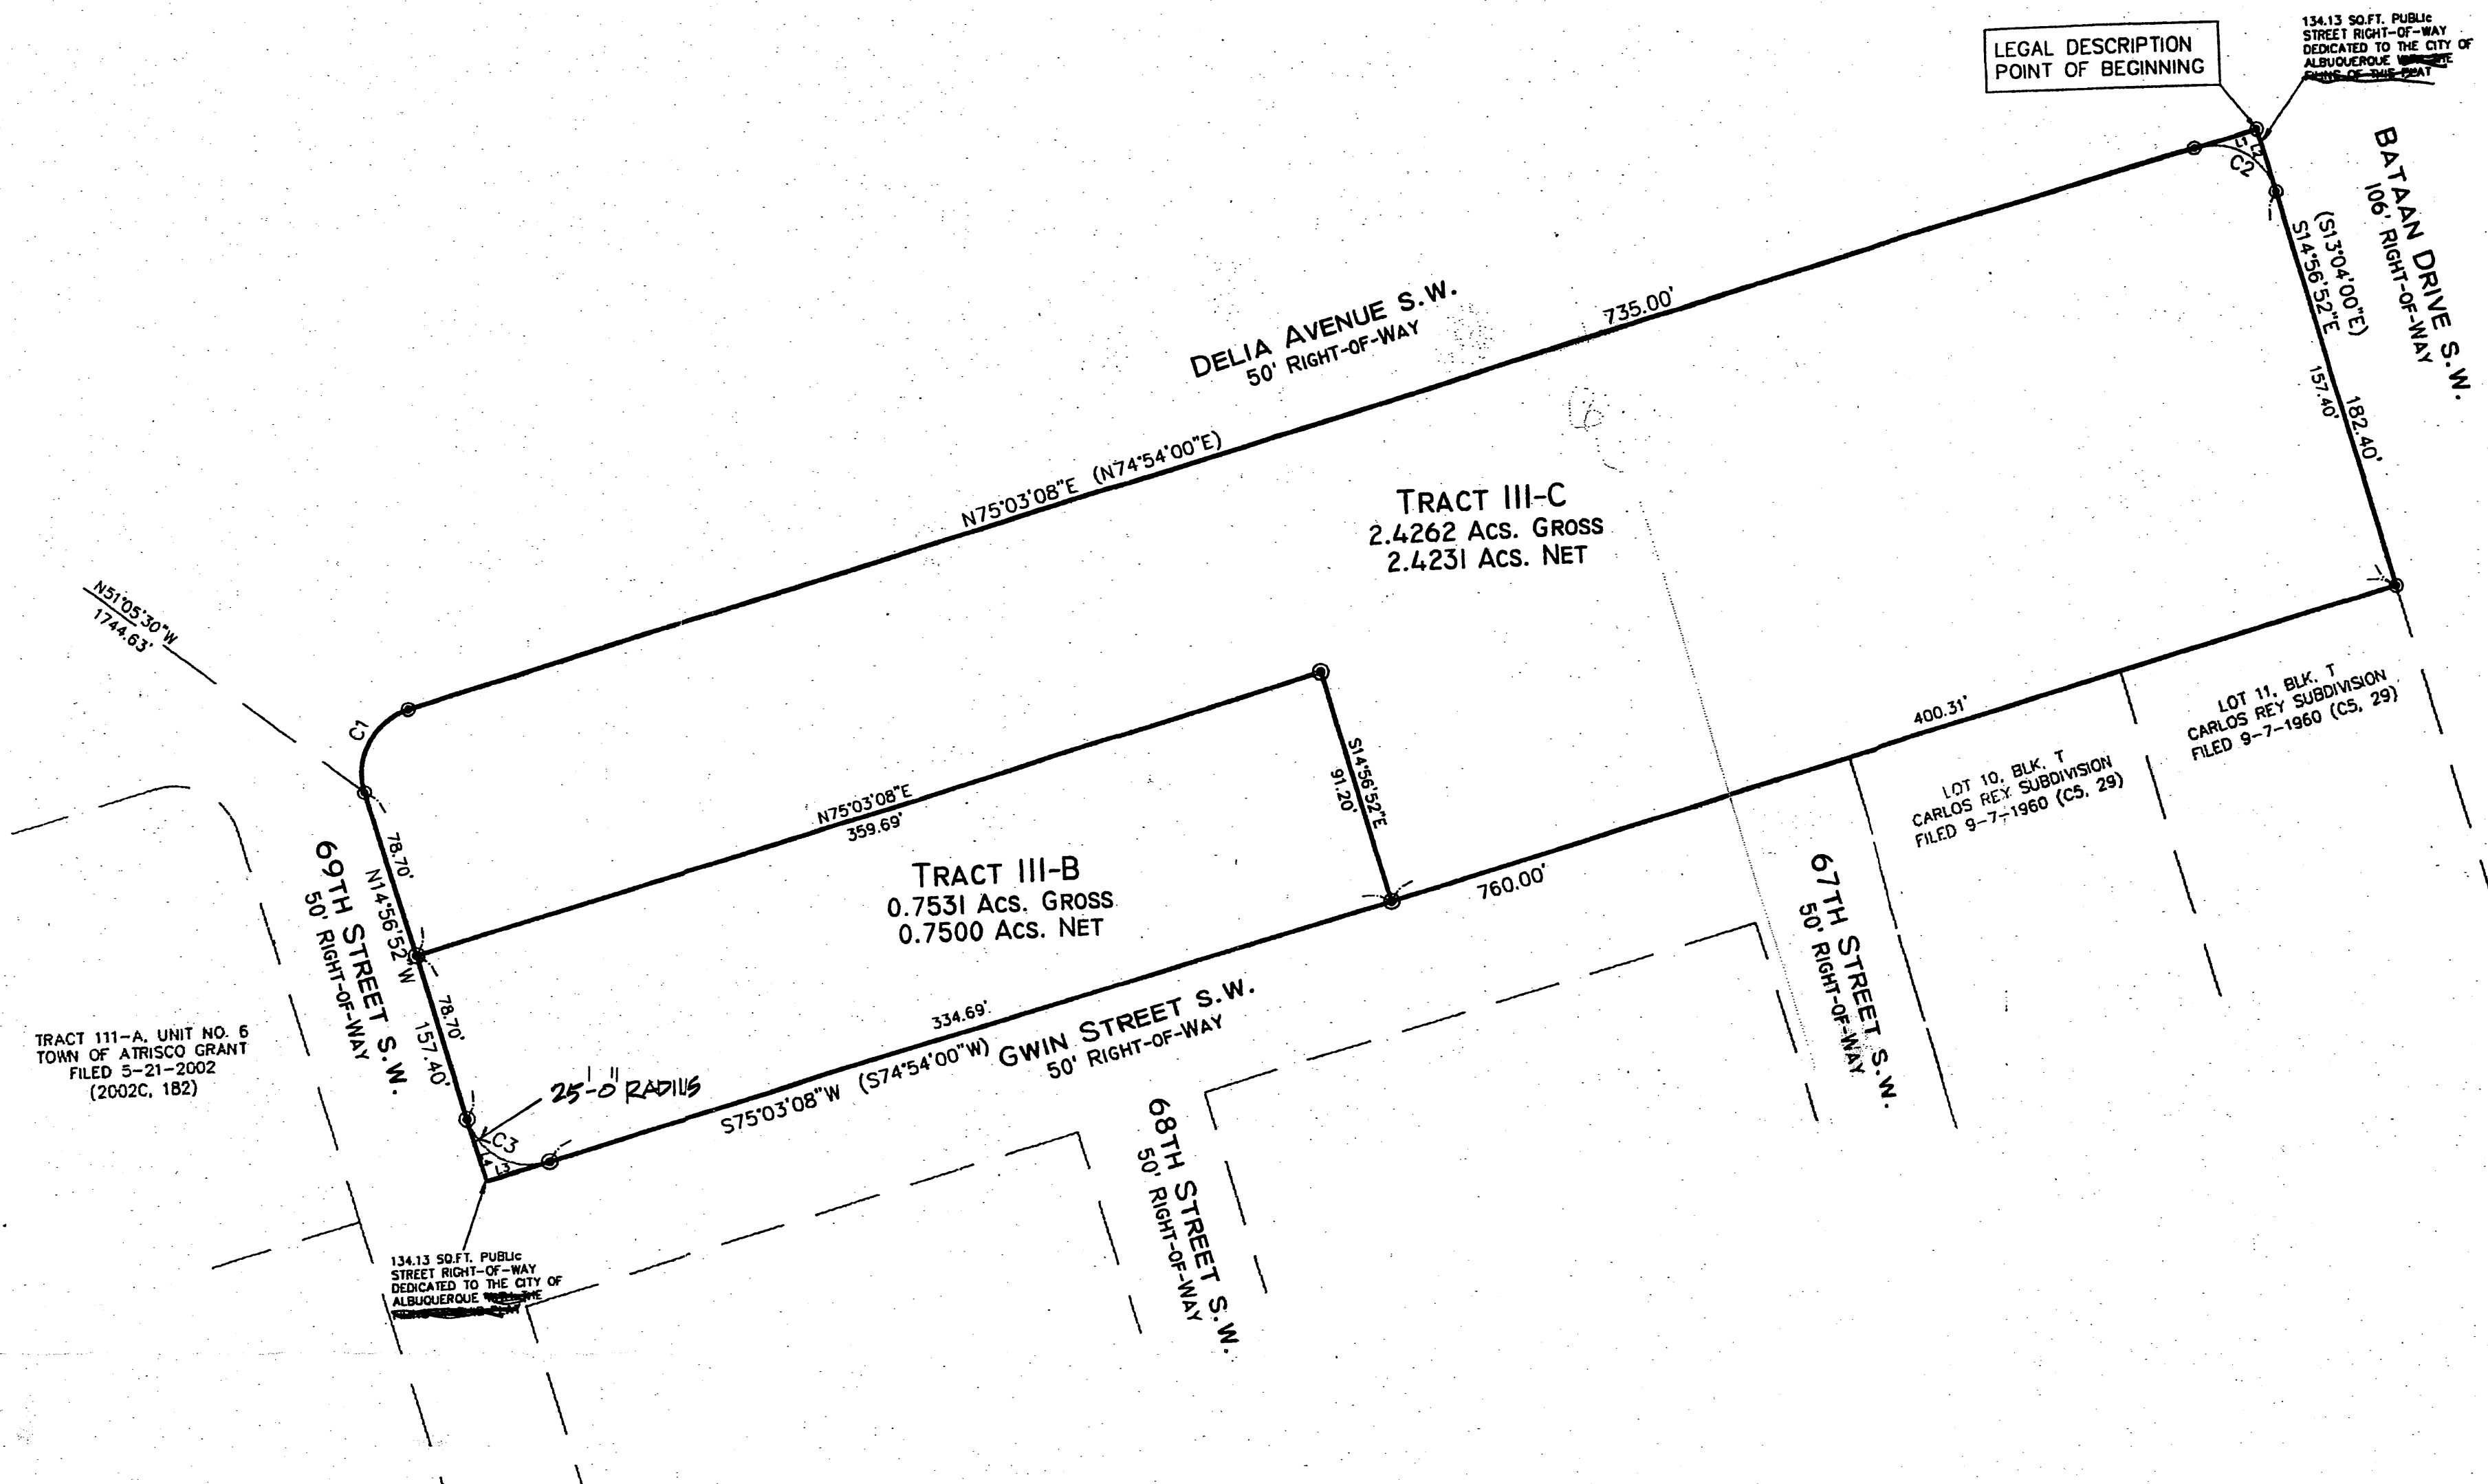 LEGAL DESCRIPTION
POINT OF BEGINNING
134.13 SQ.FT. PUBLIC
STREET RIGHT-OF-WAY
DEDICATED TO THE CITY OF
ALBUQUERQUE
L1
L2
C2
BATAAN DRIVE S.W.
106' RIGHT-OF-WAY
(S13°04'00"E)
S14°56'52"E
157.40'
182.40'
735.00'
DELIA AVENUE S.W.
50' RIGHT-OF-WAY
N75°03'08"E (N74°54'00"E)
TRACT III-C
2.4262 ACS. GROSS
2.4231 ACS. NET
N51°05'30"W
1744.63'
C1
78.70'
N14°56'52"W
78.70'
157.40'
69TH STREET S.W.
50' RIGHT-OF-WAY
N75°03'08"E
359.69'
S14°56'52"E
91.20'
TRACT III-B
0.7531 ACS. GROSS
0.7500 ACS. NET
400.31'
760.00'
LOT 11, BLK. T
CARLOS REY SUBDIVISION
FILED 9-7-1960 (C5, 29)
LOT 10, BLK. T
CARLOS REY SUBDIVISION
FILED 9-7-1960 (C5, 29)
67TH STREET S.W.
50' RIGHT-OF-WAY
334.69'
S75°03'08"W (S74°54'00"W)
GWIN STREET S.W.
50' RIGHT-OF-WAY
68TH STREET S.W.
50' RIGHT-OF-WAY
TRACT 111-A, UNIT NO. 6
TOWN OF ATRISCO GRANT
FILED 5-21-2002
(2002C, 182)
25'-0" RADIUS
C3
L4
L3
134.13 SQ.FT. PUBLIC
STREET RIGHT-OF-WAY
DEDICATED TO THE CITY OF
ALBUQUERQUE